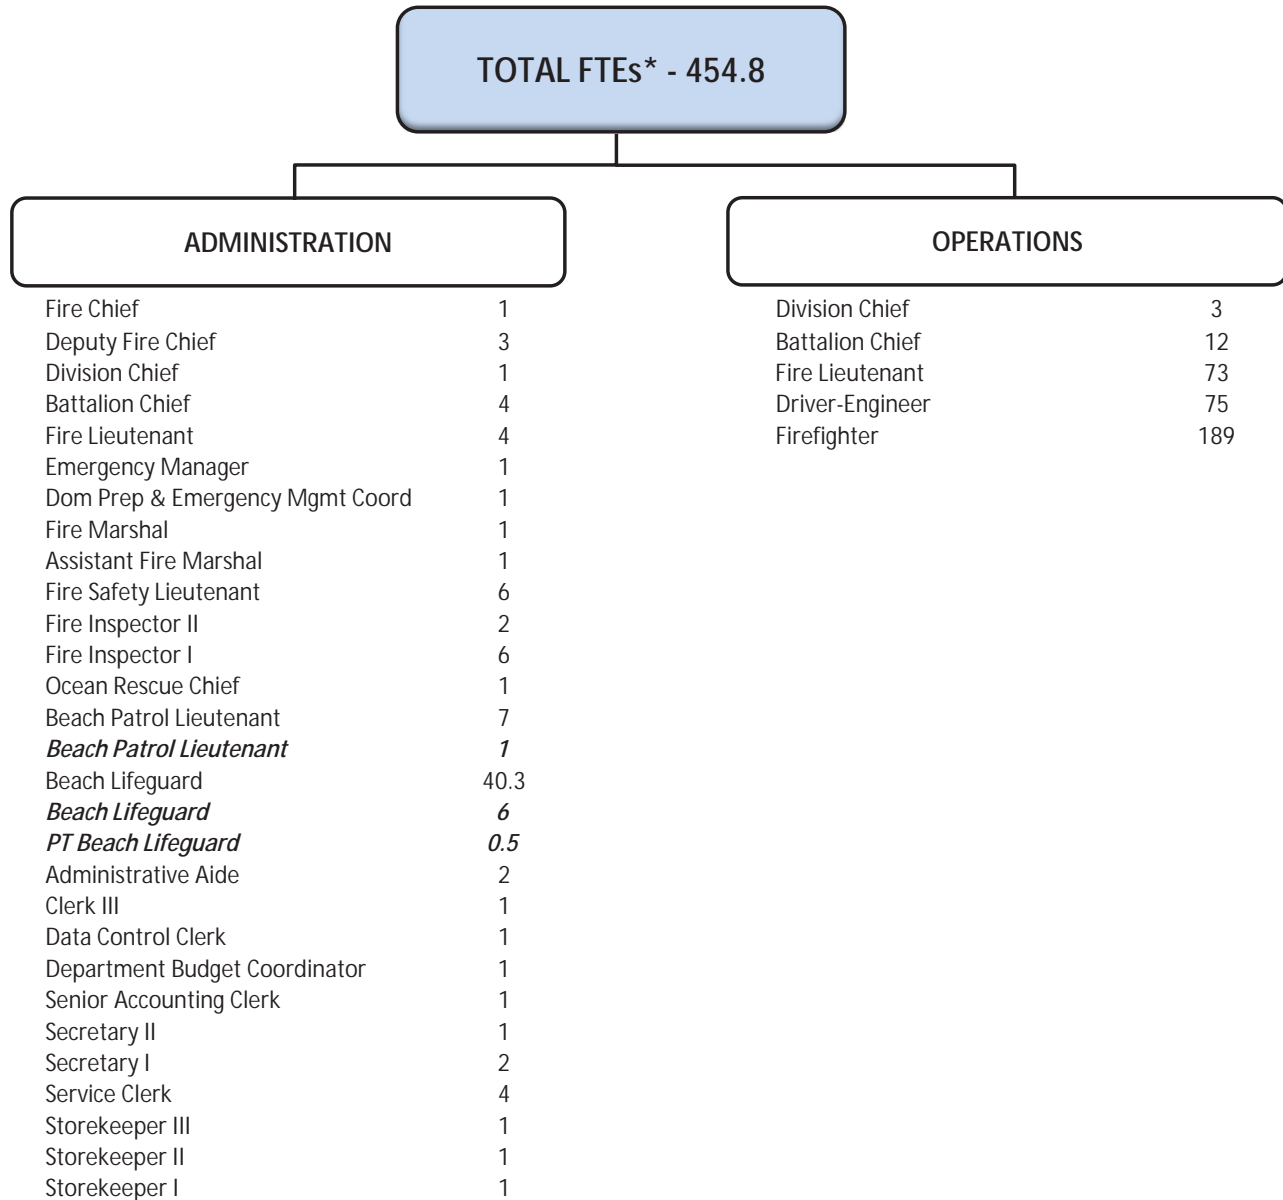 TOTAL FTEs* - 454.8
ADMINISTRATION
Fire Chief 1
Deputy Fire Chief 3
Division Chief 1
Battalion Chief 4
Fire Lieutenant 4
Emergency Manager 1
Dom Prep & Emergency Mgmt Coord 1
Fire Marshal 1
Assistant Fire Marshal 1
Fire Safety Lieutenant 6
Fire Inspector II 2
Fire Inspector I 6
Ocean Rescue Chief 1
Beach Patrol Lieutenant 7
Beach Patrol Lieutenant 1
Beach Lifeguard 40.3
Beach Lifeguard 6
PT Beach Lifeguard 0.5
Administrative Aide 2
Clerk III 1
Data Control Clerk 1
Department Budget Coordinator 1
Senior Accounting Clerk 1
Secretary II 1
Secretary I 2
Service Clerk 4
Storekeeper III 1
Storekeeper II 1
Storekeeper I 1
OPERATIONS
Division Chief 3
Battalion Chief 12
Fire Lieutenant 73
Driver-Engineer 75
Firefighter 189